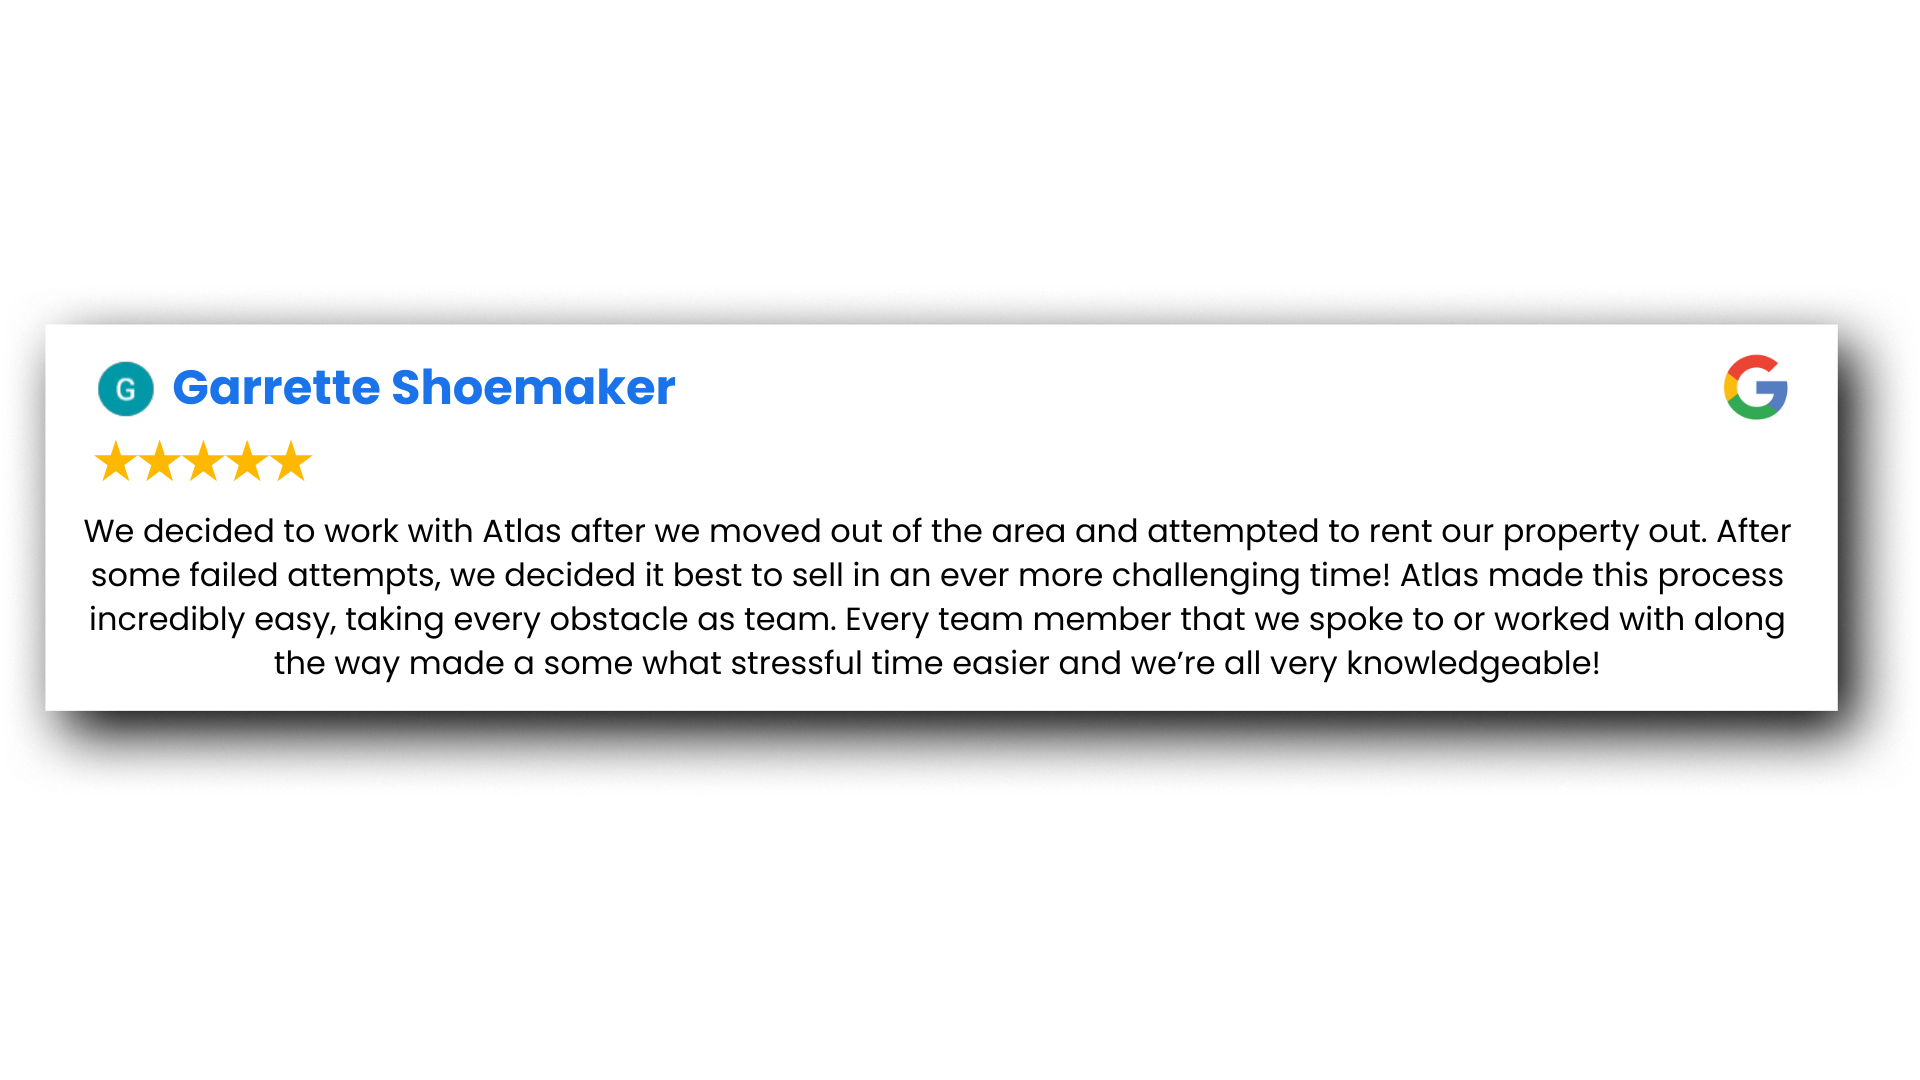 G Garrette Shoemaker G
★★★★★
We decided to work with Atlas after we moved out of the area and attempted to rent our property out. After
some failed attempts, we decided it best to sell in an ever more challenging time! Atlas made this process
incredibly easy, taking every obstacle as team. Every team member that we spoke to or worked with along
the way made a some what stressful time easier and we’re all very knowledgeable!